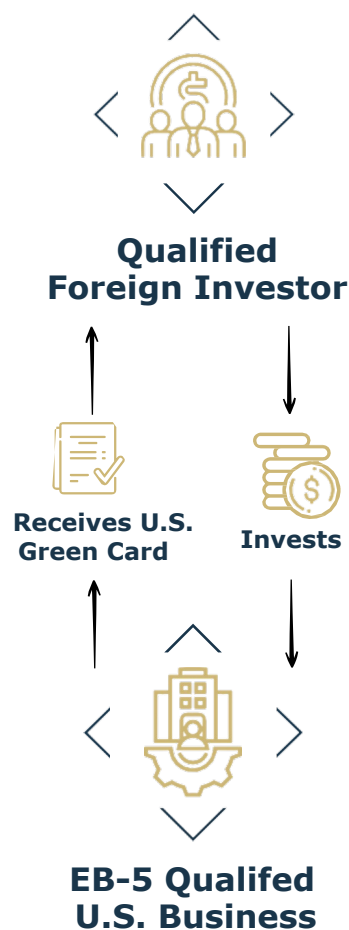 Qualified
Foreign Investor
Receives U.S.
Green Card
Invests
EB-5 Qualifed
U.S. Business